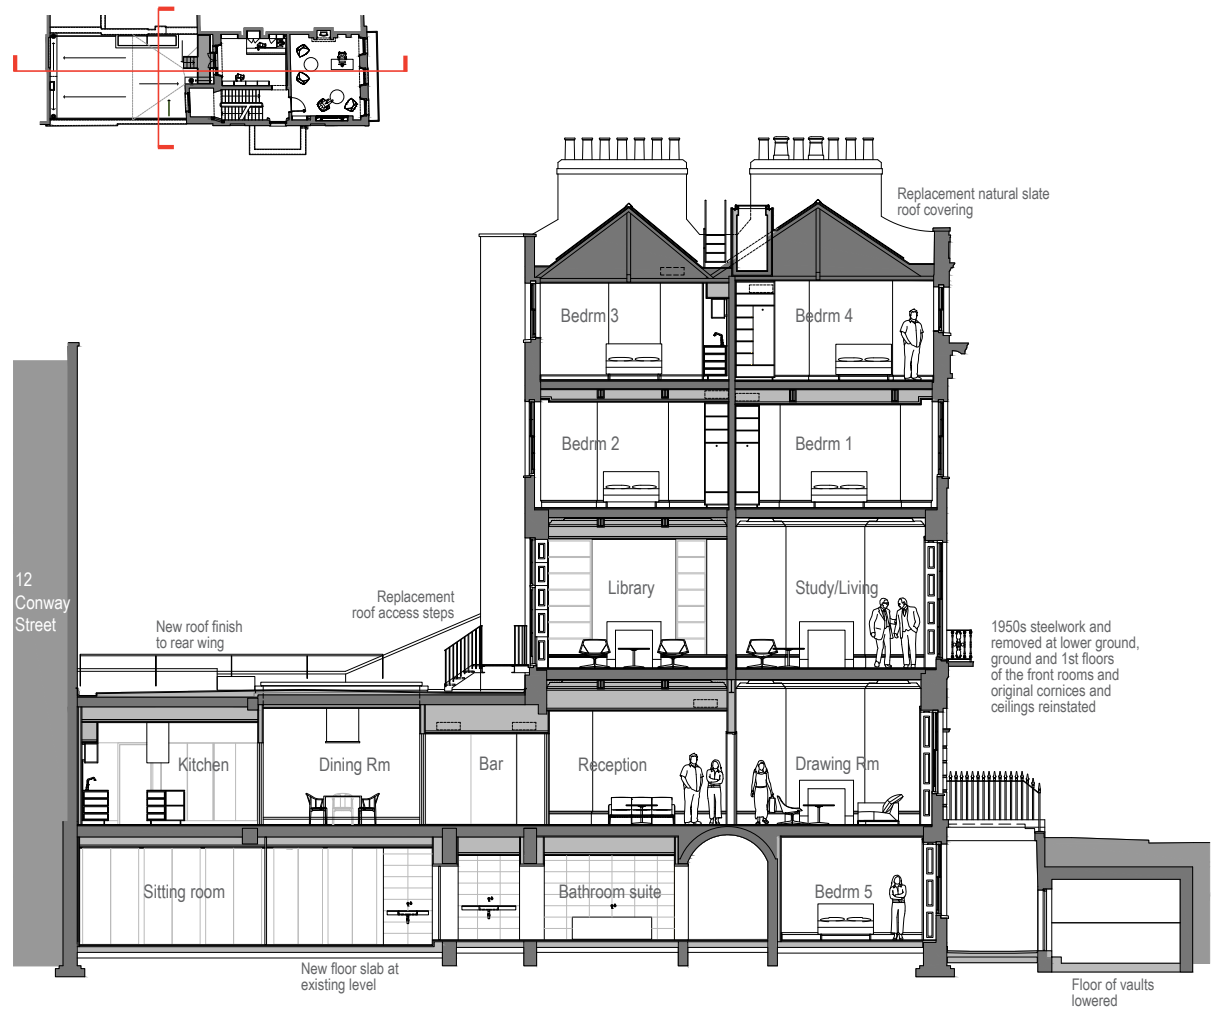 Replacement natural slate
roof covering
Bedrm 3
Bedrm 4
Bedrm 2
Bedrm 1
12
Conway
Street
Library
Study/Living
Replacement
roof access steps
New roof finish
to rear wing
1950s steelwork and
removed at lower ground,
ground and 1st floors
of the front rooms and
original cornices and
ceilings reinstated
Kitchen
Dining Rm
Bar
Reception
Drawing Rm
Sitting room
Bathroom suite
Bedrm 5
New floor slab at
existing level
Floor of vaults
lowered